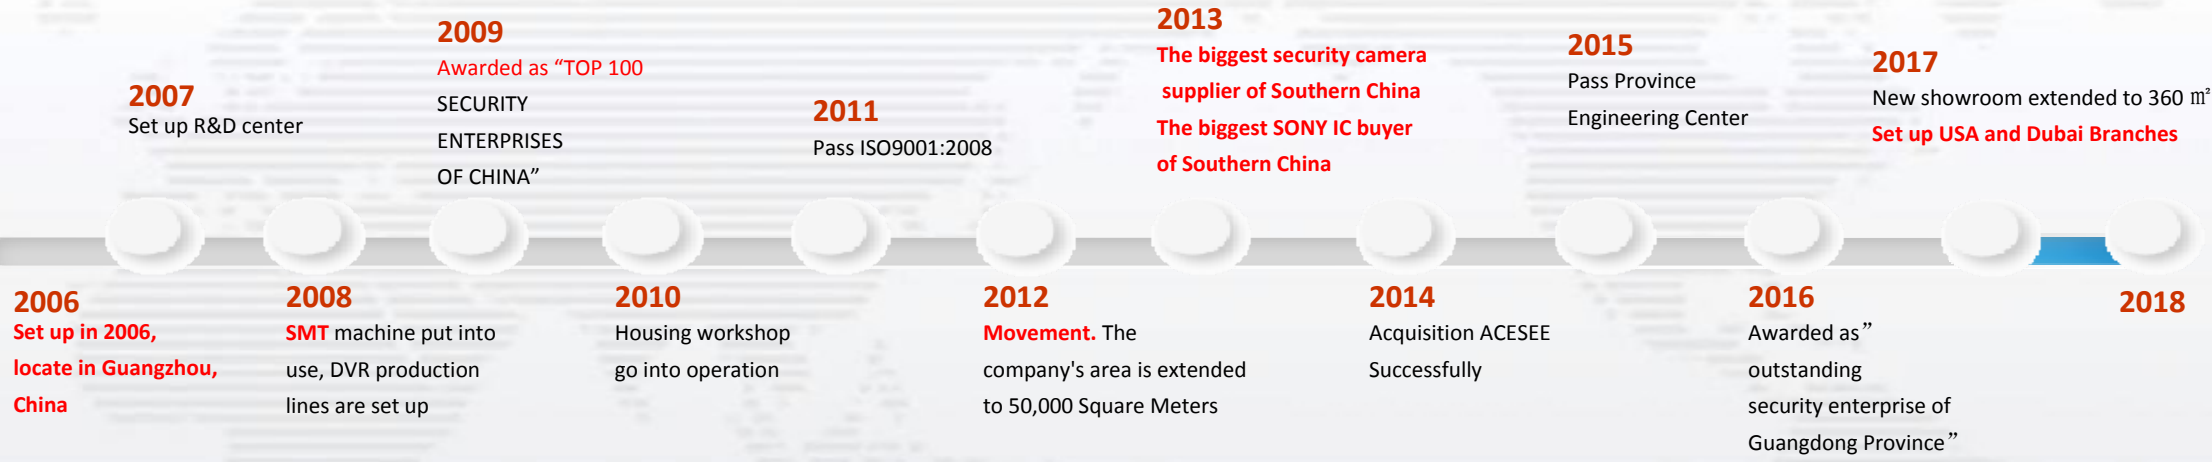 2006
Set up in 2006,
locate in Guangzhou,
China
2007
Set up R&D center
2008
SMT machine put into
use, DVR production
lines are set up
2009
Awarded as “TOP 100
SECURITY
ENTERPRISES
OF CHINA”
2010
Housing workshop
go into operation
2011
Pass ISO9001:2008
2012
Movement. The
company's area is extended
to 50,000 Square Meters
2013
The biggest security camera
supplier of Southern China
The biggest SONY IC buyer
of Southern China
2014
Acquisition ACESEE
Successfully
2015
Pass Province
Engineering Center
2016
Awarded as”
outstanding
security enterprise of
Guangdong Province”
2017
New showroom extended to 360 ㎡
Set up USA and Dubai Branches
2018